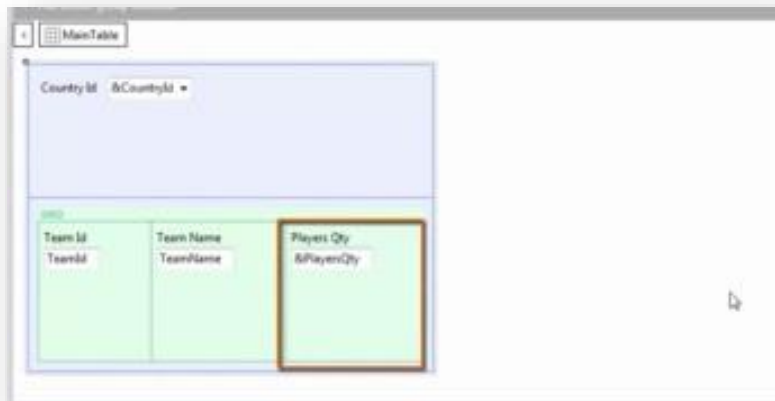 MainTable
Country Id &CountryId
Team Id Team Name Players Qty
TeamId TeamName &PlayersQty